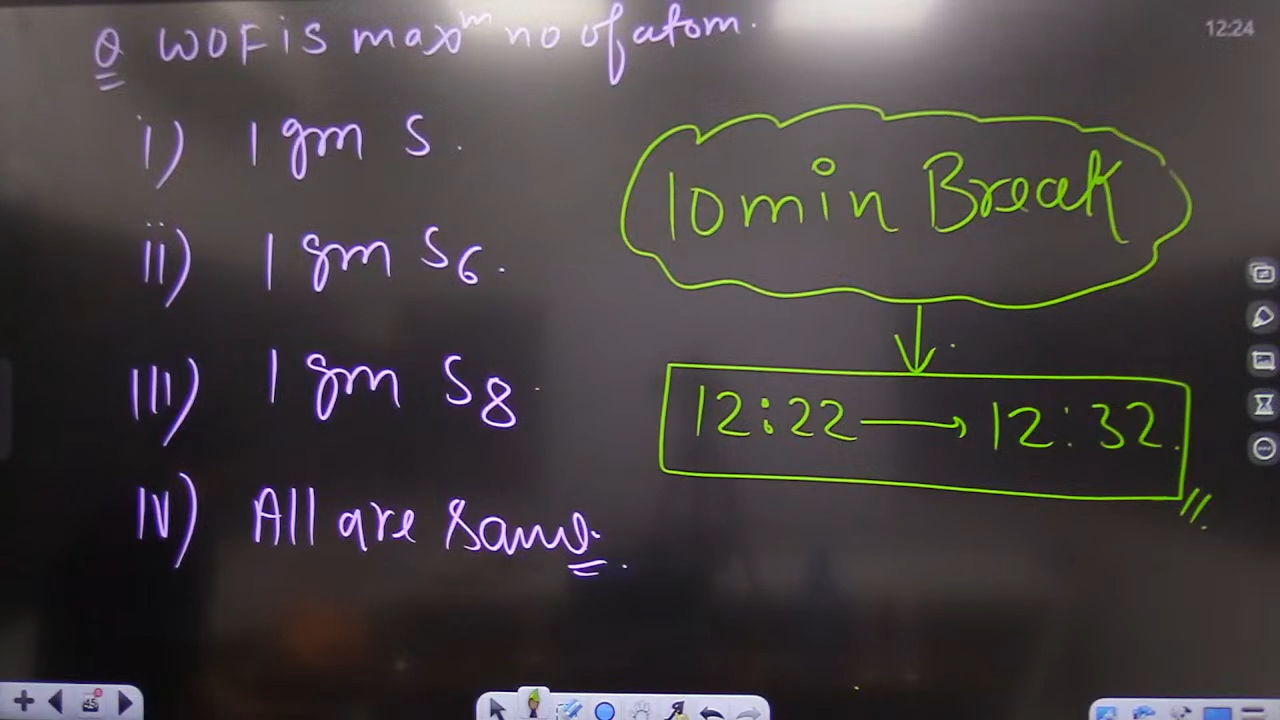 12:24
Q WOF is maxᵐ no of atom.
i) 1 gm S.
ii) 1 gm S₆.
iii) 1 gm S₈.
iv) All are same.
10 min Break
12:22 → 12:32.
45